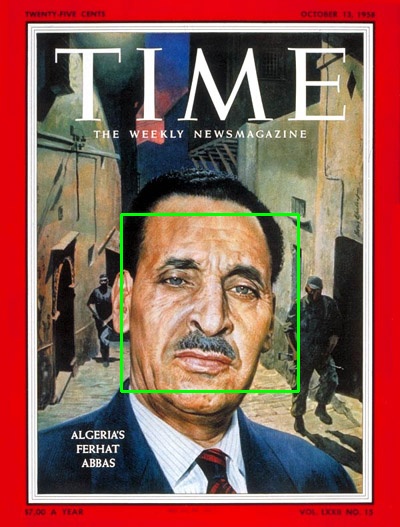 TWENTY-FIVE CENTS
OCTOBER 13, 1958
TIME
THE WEEKLY NEWSMAGAZINE
ALGERIA'S
FERHAT
ABBAS
$7.00 A YEAR
VOL. LXXII NO. 15